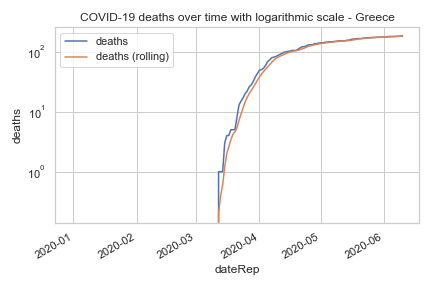 COVID-19 deaths over time with logarithmic scale - Greece
deaths
deaths (rolling)
10²
10¹
10⁰
deaths
2020-01
2020-02
2020-03
2020-04
2020-05
2020-06
dateRep